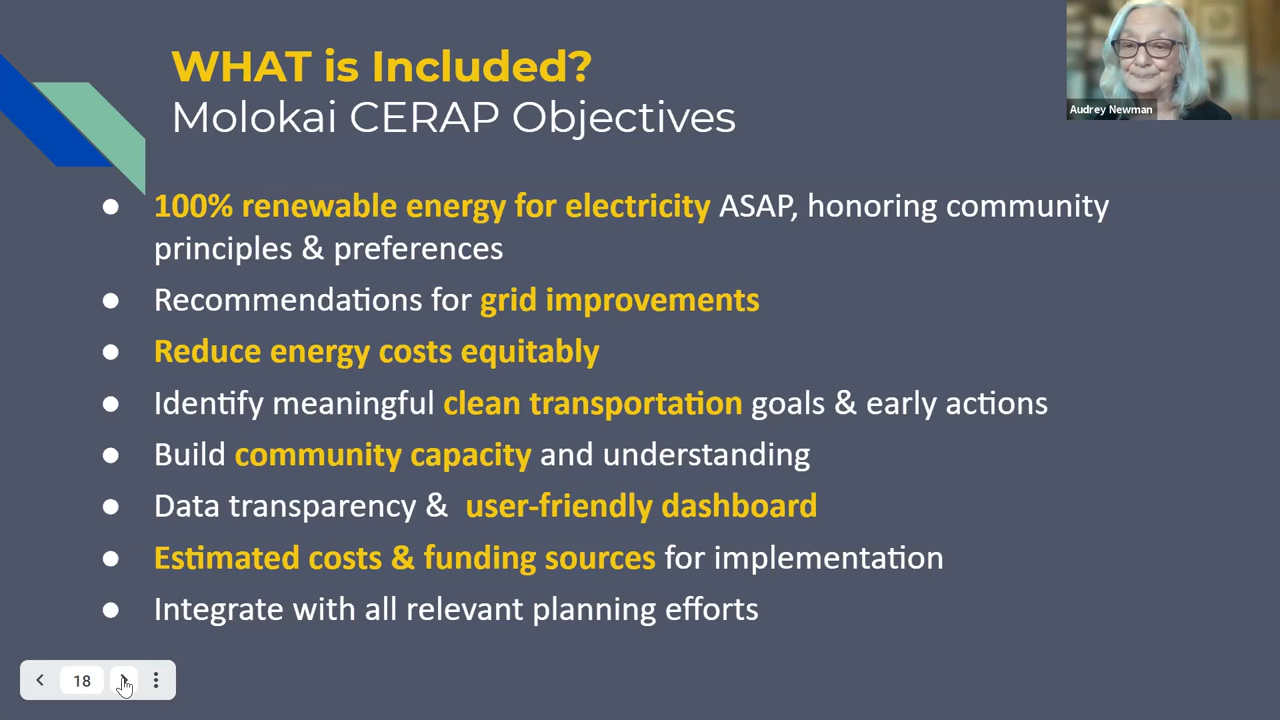 WHAT is Included?
Molokai CERAP Objectives
Audrey Newman
● 100% renewable energy for electricity ASAP, honoring community
principles & preferences
● Recommendations for grid improvements
● Reduce energy costs equitably
● Identify meaningful clean transportation goals & early actions
● Build community capacity and understanding
● Data transparency & user-friendly dashboard
● Estimated costs & funding sources for implementation
● Integrate with all relevant planning efforts
18